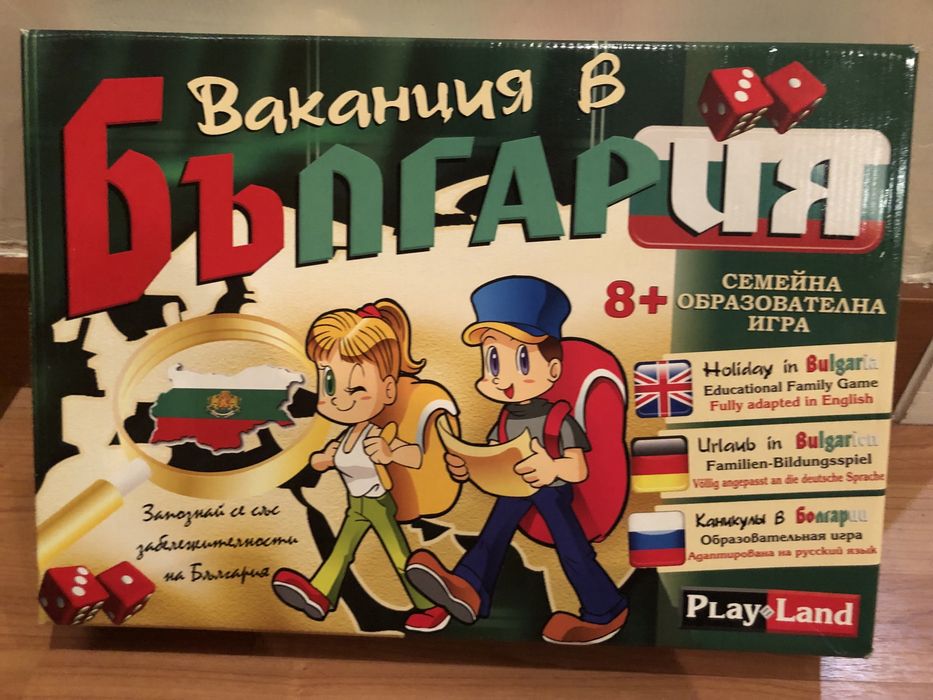 Ваканция в
България
8+
СЕМЕЙНА
ОБРАЗОВАТЕЛНА
ИГРА
Holiday in Bulgaria
Educational Family Game
Fully adapted in English
Urlaub in Bulgarien
Familien-Bildungsspiel
Völlig angepasst an die deutsche Sprache
Каникулы в Болгарии
Образовательная игра
Адаптирована на русский язык
Запознай се със
забележителности
на България
Play Land